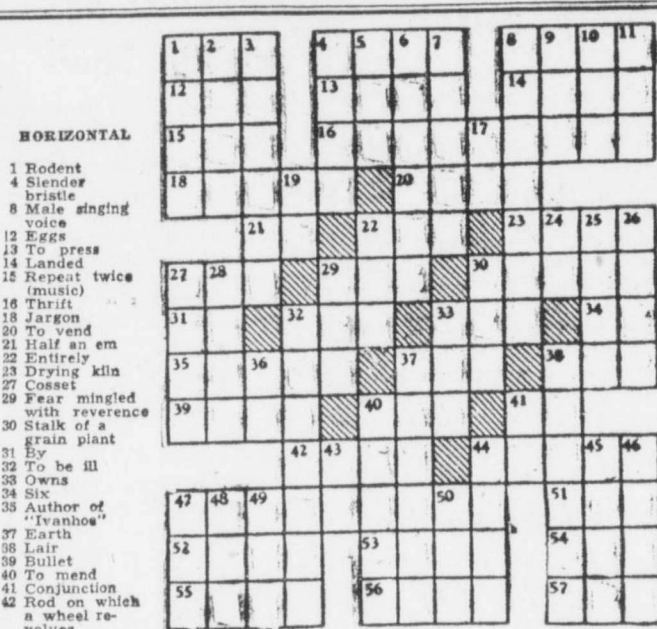 HORIZONTAL
1 Rodent
4 Slender
bristle
8 Male singing
voice
12 Eggs
13 To press
14 Landed
15 Repeat twice
(music)
16 Thrift
18 Jargon
20 To vend
21 Half an em
22 Entirely
23 Drying kiln
27 Cosset
29 Fear mingled
with reverence
30 Stalk of a
grain plant
31 By
32 To be ill
33 Owns
34 Six
35 Author of
"Ivanhoe"
37 Earth
38 Lair
39 Bullet
40 To mend
41 Conjunction
42 Rod on which
a wheel re-
1 2 3 4 5 6 7 8 9 10 11
12 13 14
15 16 17
18 19 20
21 22 23 24 25 26
27 28 29 30
31 32 33 34
35 36 37 38
39 40 41
42 43 44 45 46
47 48 49 50 51
52 53 54
55 56 57